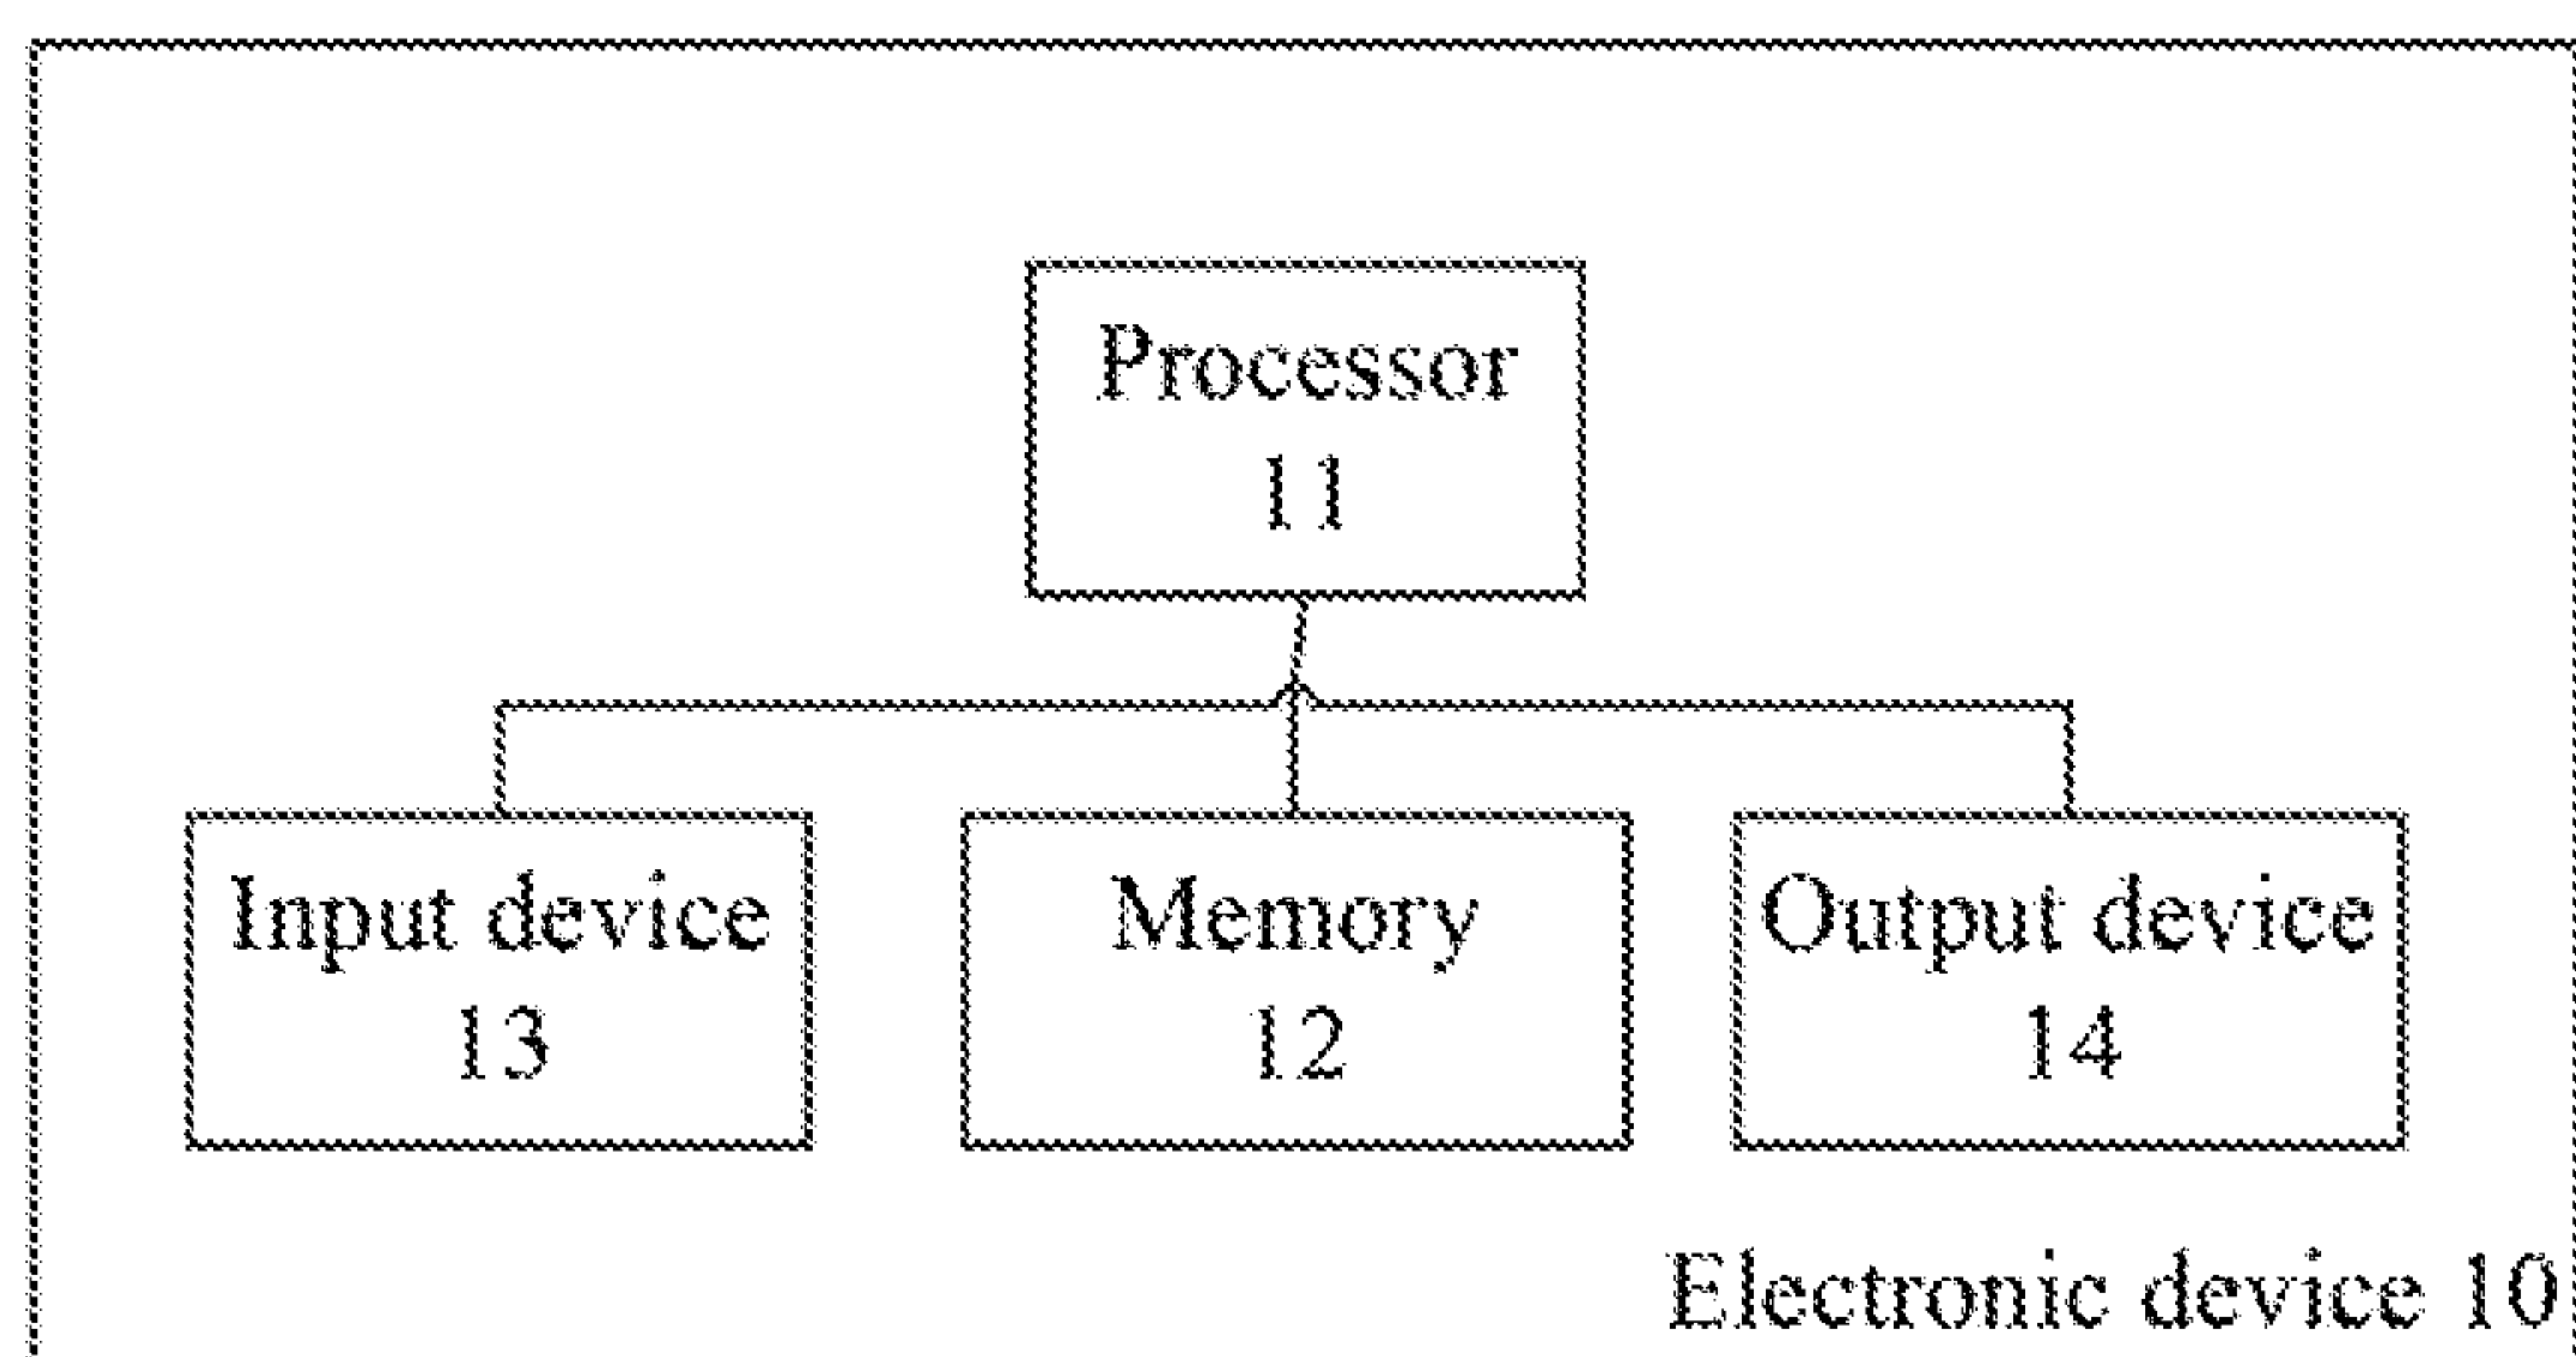 Processor
11
Input device
13
Memory
12
Output device
14
Electronic device 10